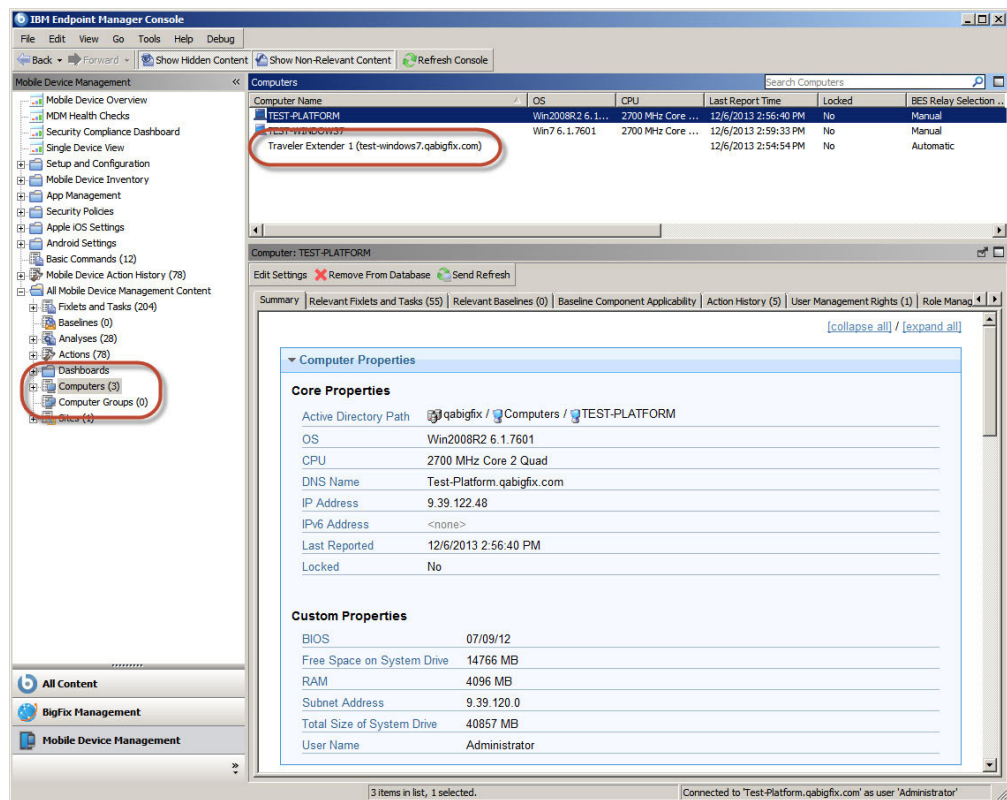 IBM Endpoint Manager Console
File Edit View Go Tools Help Debug
Back Forward Show Hidden Content Show Non-Relevant Content Refresh Console
Mobile Device Management «
Mobile Device Overview
MDM Health Checks
Security Compliance Dashboard
Single Device View
Setup and Configuration
Mobile Device Inventory
App Management
Security Policies
Apple iOS Settings
Android Settings
Basic Commands (12)
Mobile Device Action History (78)
All Mobile Device Management Content
Fixlets and Tasks (204)
Baselines (0)
Analyses (28)
Actions (78)
Dashboards
Computers (3)
Computer Groups (0)
Sites (1)
All Content
BigFix Management
Mobile Device Management
»
Computers Search Computers
Computer Name OS CPU Last Report Time Locked BES Relay Selection ..
TEST-PLATFORM Win2008R2 6.1... 2700 MHz Core ... 12/6/2013 2:56:40 PM No Manual
TEST-WINDOWS7 Win7 6.1.7601 2700 MHz Core ... 12/6/2013 2:59:33 PM No Manual
Traveler Extender 1 (test-windows7.qabigfix.com) 12/6/2013 2:54:54 PM No Automatic
Computer: TEST-PLATFORM
Edit Settings Remove From Database Send Refresh
Summary Relevant Fixlets and Tasks (55) Relevant Baselines (0) Baseline Component Applicability Action History (5) User Management Rights (1) Role Manag
[collapse all] / [expand all]
Computer Properties
Core Properties
Active Directory Path qabigfix / Computers / TEST-PLATFORM
OS Win2008R2 6.1.7601
CPU 2700 MHz Core 2 Quad
DNS Name Test-Platform.qabigfix.com
IP Address 9.39.122.48
IPv6 Address <none>
Last Reported 12/6/2013 2:56:40 PM
Locked No
Custom Properties
BIOS 07/09/12
Free Space on System Drive 14766 MB
RAM 4096 MB
Subnet Address 9.39.120.0
Total Size of System Drive 40857 MB
User Name Administrator
3 items in list, 1 selected. Connected to 'Test-Platform.qabigfix.com' as user 'Administrator'